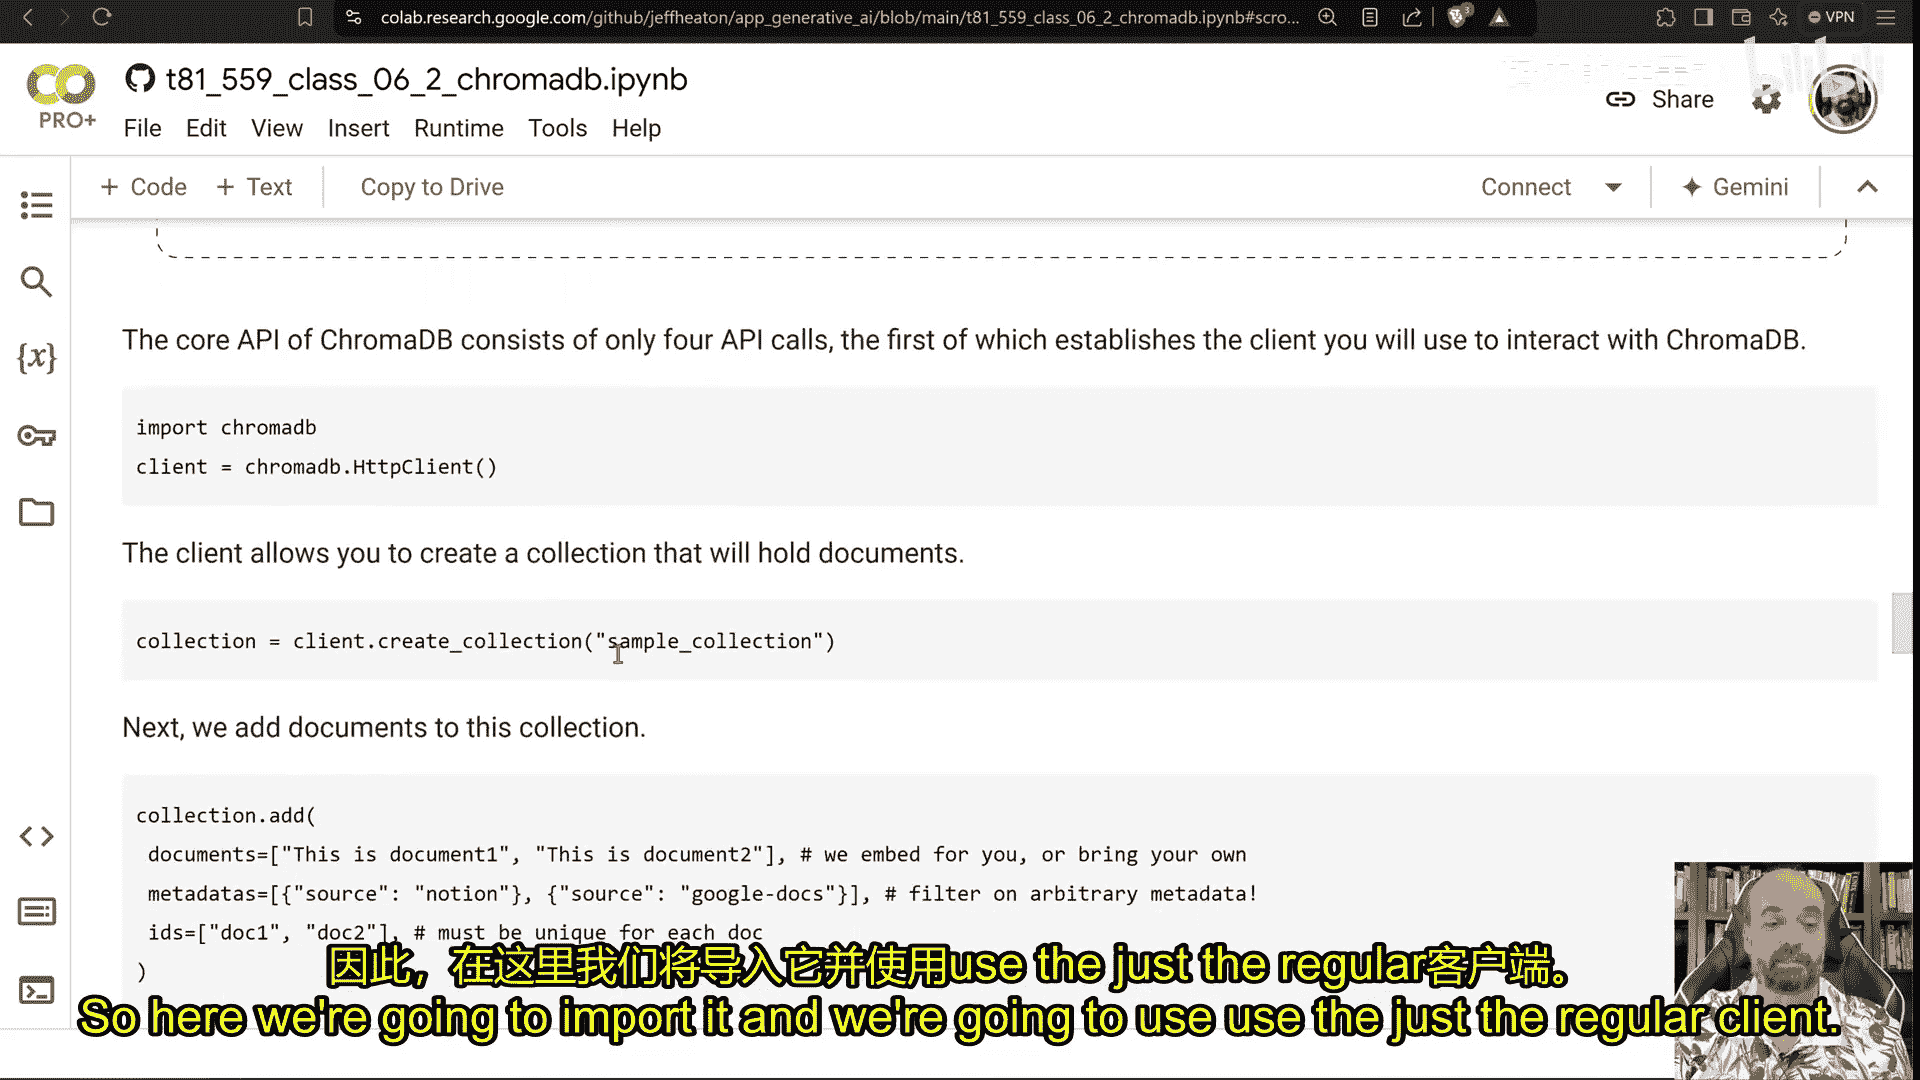 colab.research.google.com/github/jeffheaton/app_generative_ai/blob/main/t81_559_class_06_2_chromadb.ipynb#scro...
3
VPN
t81_559_class_06_2_chromadb.ipynb
PRO+
File Edit View Insert Runtime Tools Help
Share
+ Code + Text Copy to Drive
Connect
Gemini
The core API of ChromaDB consists of only four API calls, the first of which establishes the client you will use to interact with ChromaDB.
import chromadb
client = chromadb.HttpClient()
The client allows you to create a collection that will hold documents.
collection = client.create_collection("sample_collection")
Next, we add documents to this collection.
collection.add(
documents=["This is document1", "This is document2"], # we embed for you, or bring your own
metadatas=[{"source": "notion"}, {"source": "google-docs"}], # filter on arbitrary metadata!
ids=["doc1", "doc2"], # must be unique for each doc
)
因此，在这里我们将导入它并使用use the just the regular客户端。
So here we're going to import it and we're going to use use the just the regular client.